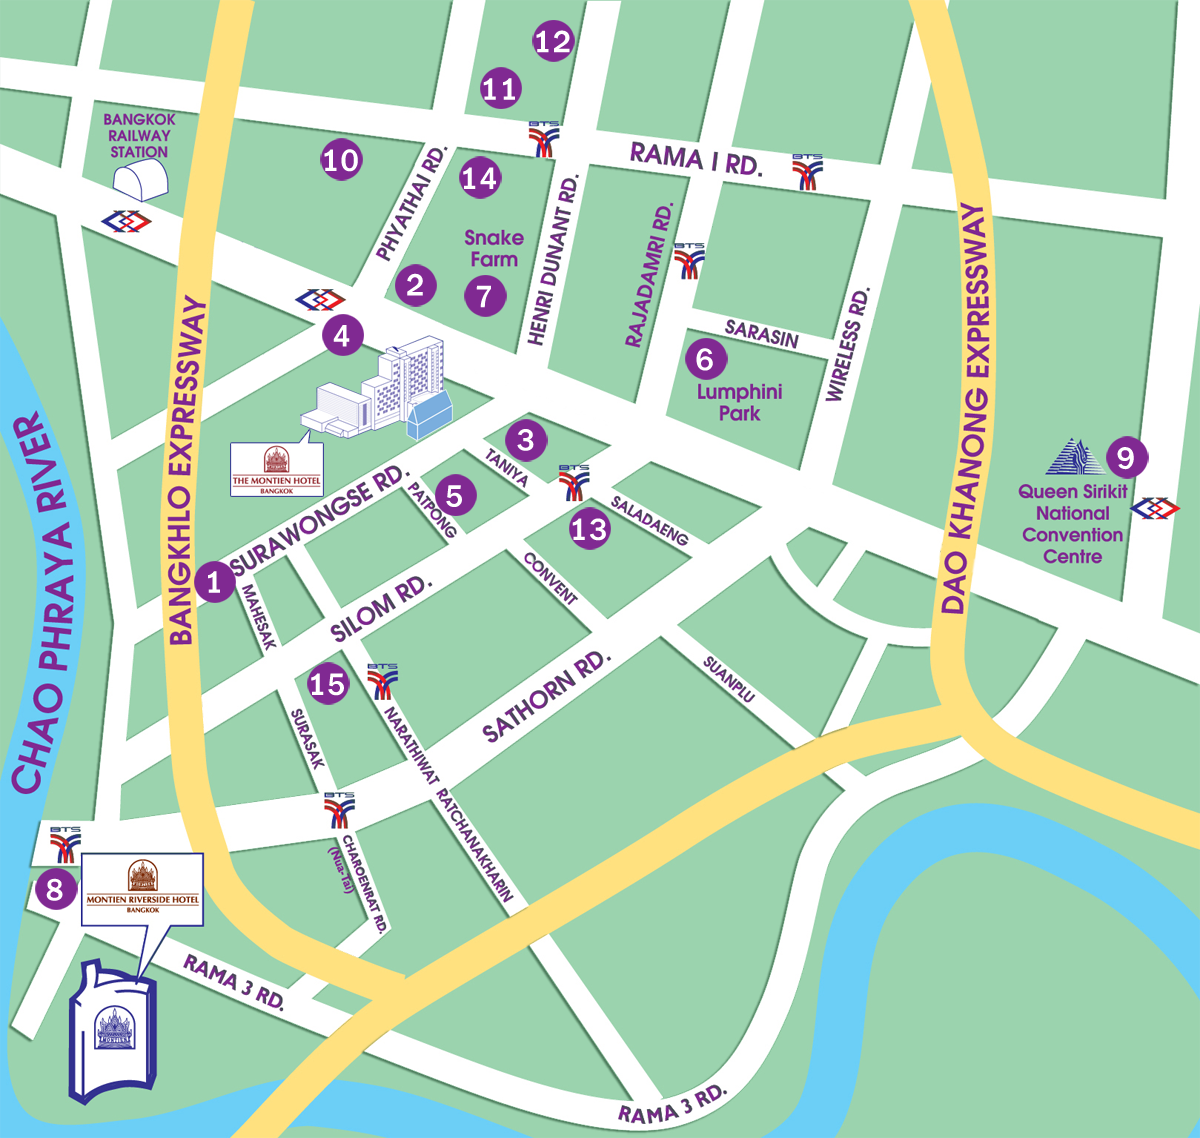 12
11
BTS
BANGKOK
RAILWAY
STATION
10
PHYATHAI RD.
14
RAMA I RD.
BTS
Snake
Farm
7
2
HENRI DUNANT RD.
RAJADAMRI RD.
BTS
SARASIN
WIRELESS RD.
6
Lumphini
Park
DAO KHANONG EXPRESSWAY
BANGKHLO EXPRESSWAY
4
THE MONTIEN HOTEL
BANGKOK
CHAO PHRAYA RIVER
3
TANIYA
BTS
5
PATPONG
SURAWONGSE RD.
13
SALADAENG
9
Queen Sirikit
National
Convention
Centre
1
MAHESAK
SILOM RD.
CONVENT
15
BTS
SATHORN RD.
SUANPLU
SURASAK
NARATHIWAT RATCHANAKHARIN
BTS
CHAROENRAT RD.
(Nua-Tai)
BTS
8
MONTIEN RIVERSIDE HOTEL
BANGKOK
MONTIEN
RAMA 3 RD.
RAMA 3 RD.